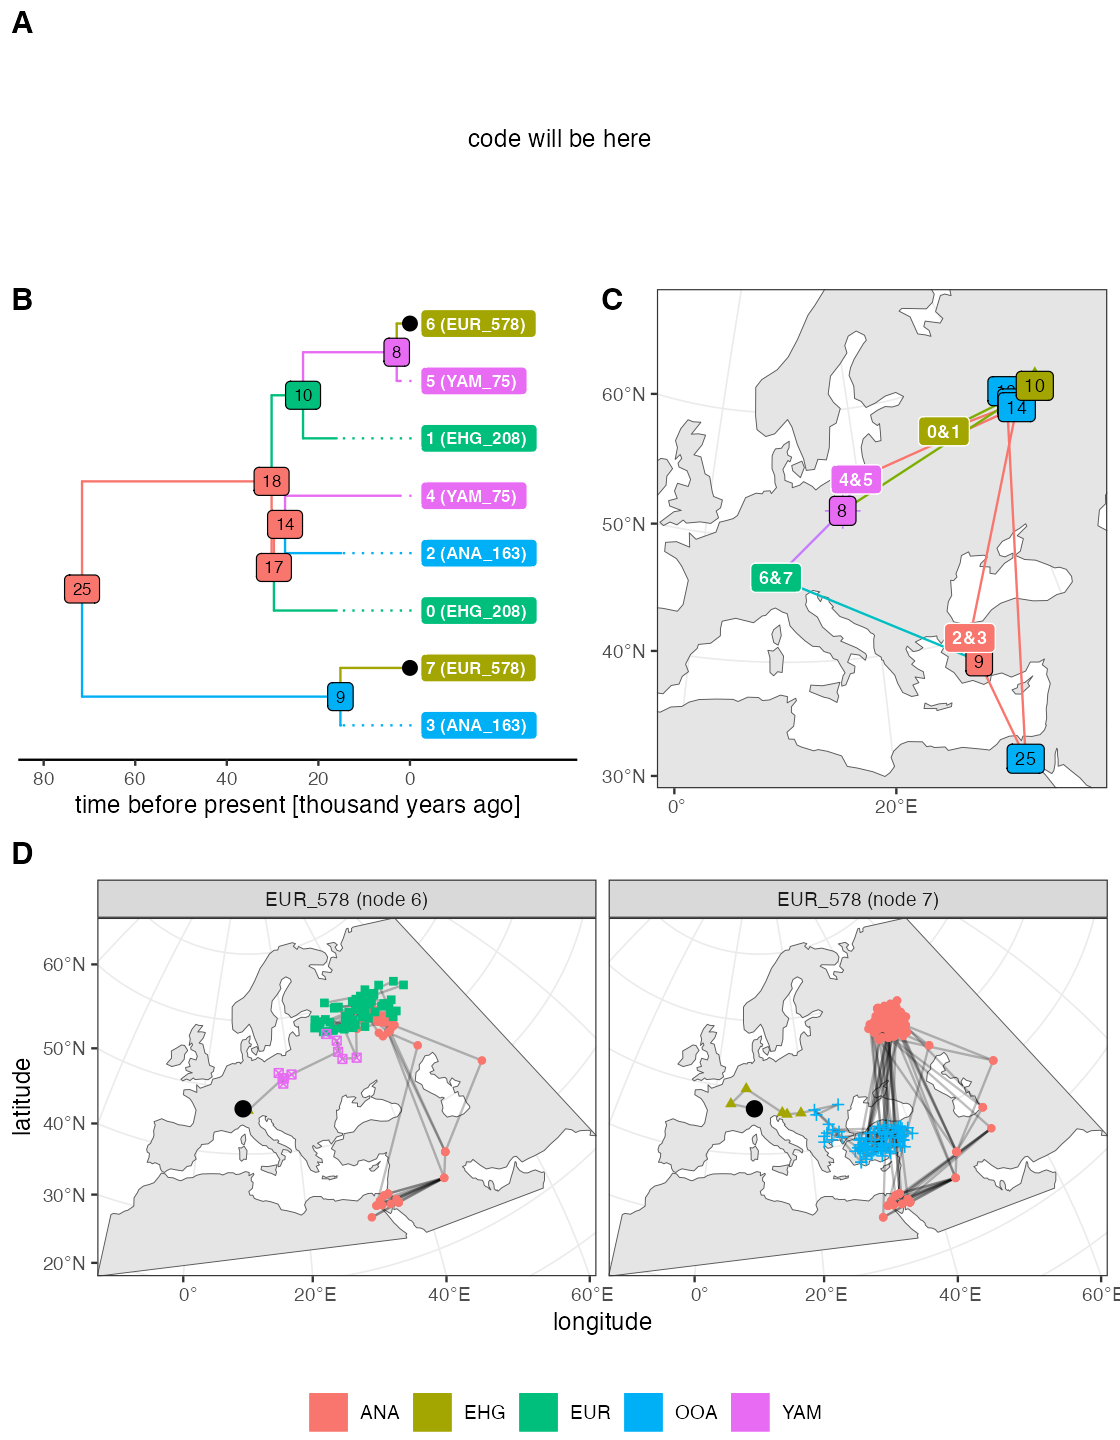 A
code will be here
B
6 (EUR_578)
8
5 (YAM_75)
10
1 (EHG_208)
18
4 (YAM_75)
14
2 (ANA_163)
17
25
0 (EHG_208)
7 (EUR_578)
9
3 (ANA_163)
80 60 40 20 0
time before present [thousand years ago]
C
60°N
50°N
40°N
30°N
0° 20°E
10
14
0&1
4&5
8
6&7
2&3
9
25
D
EUR_578 (node 6) EUR_578 (node 7)
60°N
50°N
40°N
30°N
20°N
latitude
0° 20°E 40°E 60°E 0° 20°E 40°E 60°E
longitude
ANA EHG EUR OOA YAM